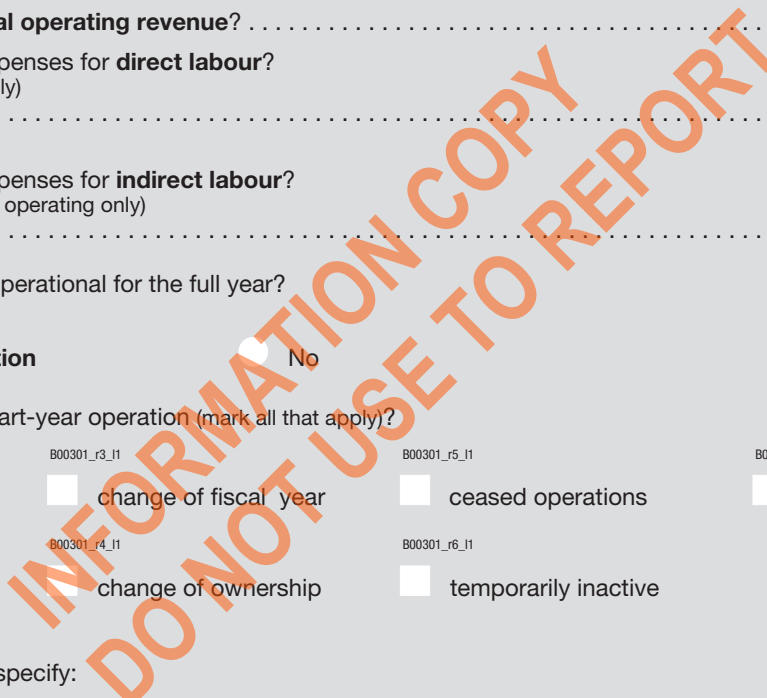 al operating revenue? . . . . . . . . . . . . . . . . . . . . . . . . . . . . . . . . . . . . . . . .
penses for direct labour?
ly)
. . . . . . . . . . . . . . . . . . . . . . . . . . . . . . . . . . . . . . . . . . . . . . . . . . . . . . . . . .
penses for indirect labour?
operating only)
. . . . . . . . . . . . . . . . . . . . . . . . . . . . . . . . . . . . . . . . . . . . . . . . . . . . . . . . . .
perational for the full year?
tion No
art-year operation (mark all that apply)?
B00301_r3_l1 B00301_r5_l1 B0
change of fiscal year ceased operations
B00301_r4_l1 B00301_r6_l1
change of ownership temporarily inactive
specify:
INFORMATION COPY
DO NOT USE TO REPORT